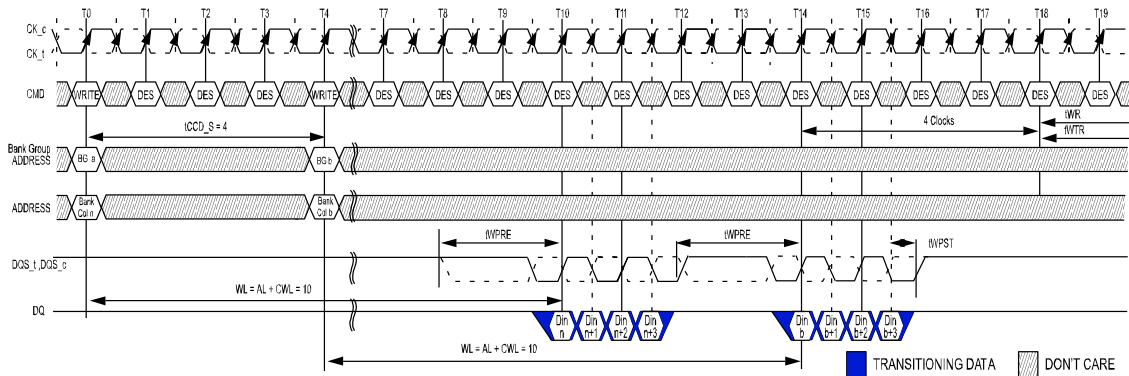 T0 T1 T2 T3 T4 T7 T8 T9 T10 T11 T12 T13 T14 T15 T16 T17 T18 T19
CK_c
CK_t
CMD WRITE DES DES DES WRITE DES DES DES DES DES DES DES DES DES DES DES DES DES
tCCD_S = 4
4 Clocks
tWR
tWTR
Bank Group
ADDRESS
BG a
BG b
ADDRESS
Bank
Col n
Bank
Col b
tWPRE
tWPRE
tWPST
DQS_t ,DQS_c
WL = AL + CWL = 10
DQ
Din
n
Din
n+1
Din
n+2
Din
n+3
Din
b
Din
b+1
Din
b+2
Din
b+3
WL = AL + CWL = 10
TRANSITIONING DATA
DON'T CARE